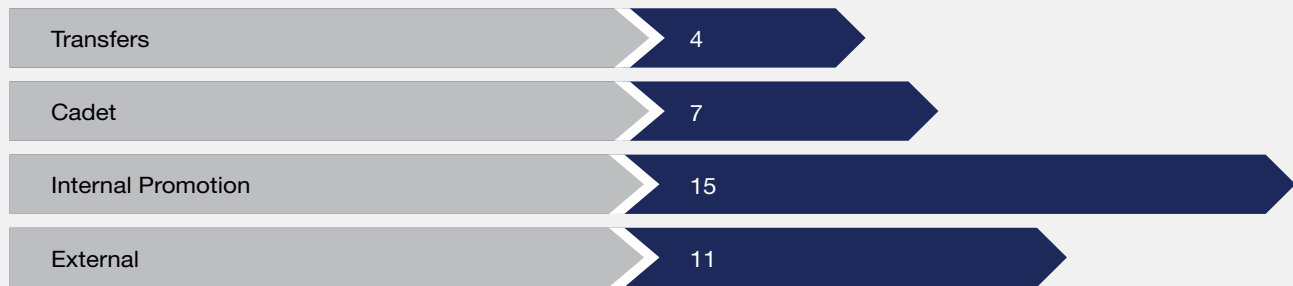 Transfers 4
Cadet 7
Internal Promotion 15
External 11